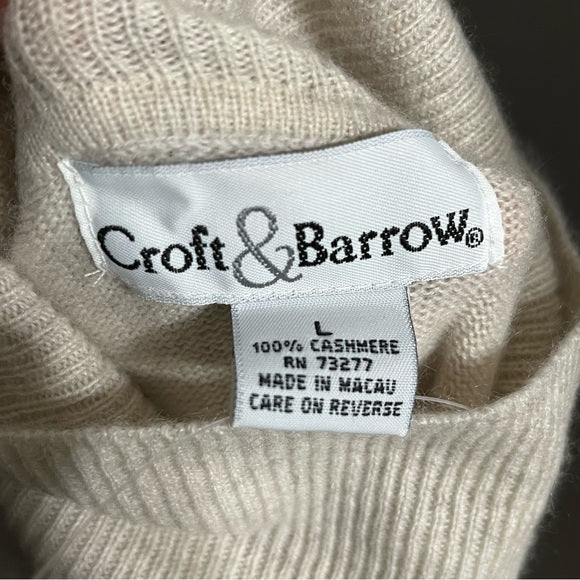 Croft&Barrow®
L
100% CASHMERE
RN 73277
MADE IN MACAU
CARE ON REVERSE